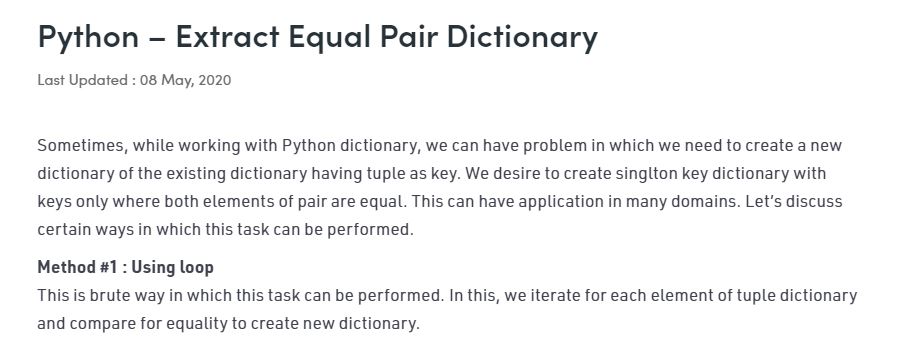 Python – Extract Equal Pair Dictionary
Last Updated : 08 May, 2020
Sometimes, while working with Python dictionary, we can have problem in which we need to create a new
dictionary of the existing dictionary having tuple as key. We desire to create singlton key dictionary with
keys only where both elements of pair are equal. This can have application in many domains. Let’s discuss
certain ways in which this task can be performed.
Method #1 : Using loop
This is brute way in which this task can be performed. In this, we iterate for each element of tuple dictionary
and compare for equality to create new dictionary.